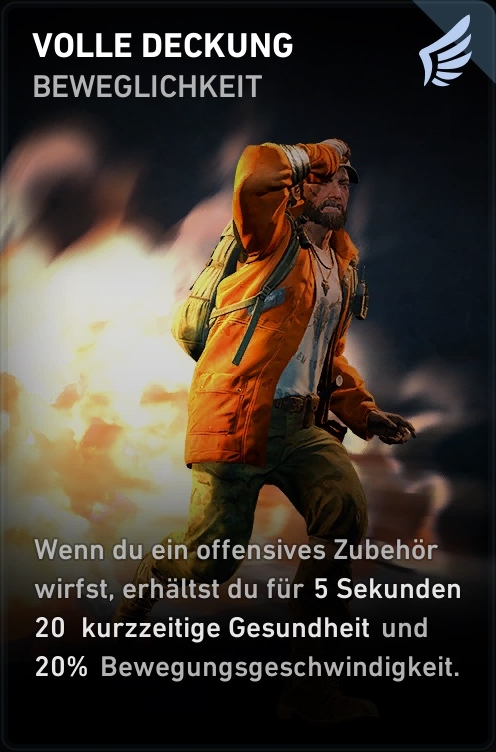 VOLLE DECKUNG
BEWEGLICHKEIT
Wenn du ein offensives Zubehör
wirfst, erhältst du für 5 Sekunden
20 kurzzeitige Gesundheit und
20% Bewegungsgeschwindigkeit.